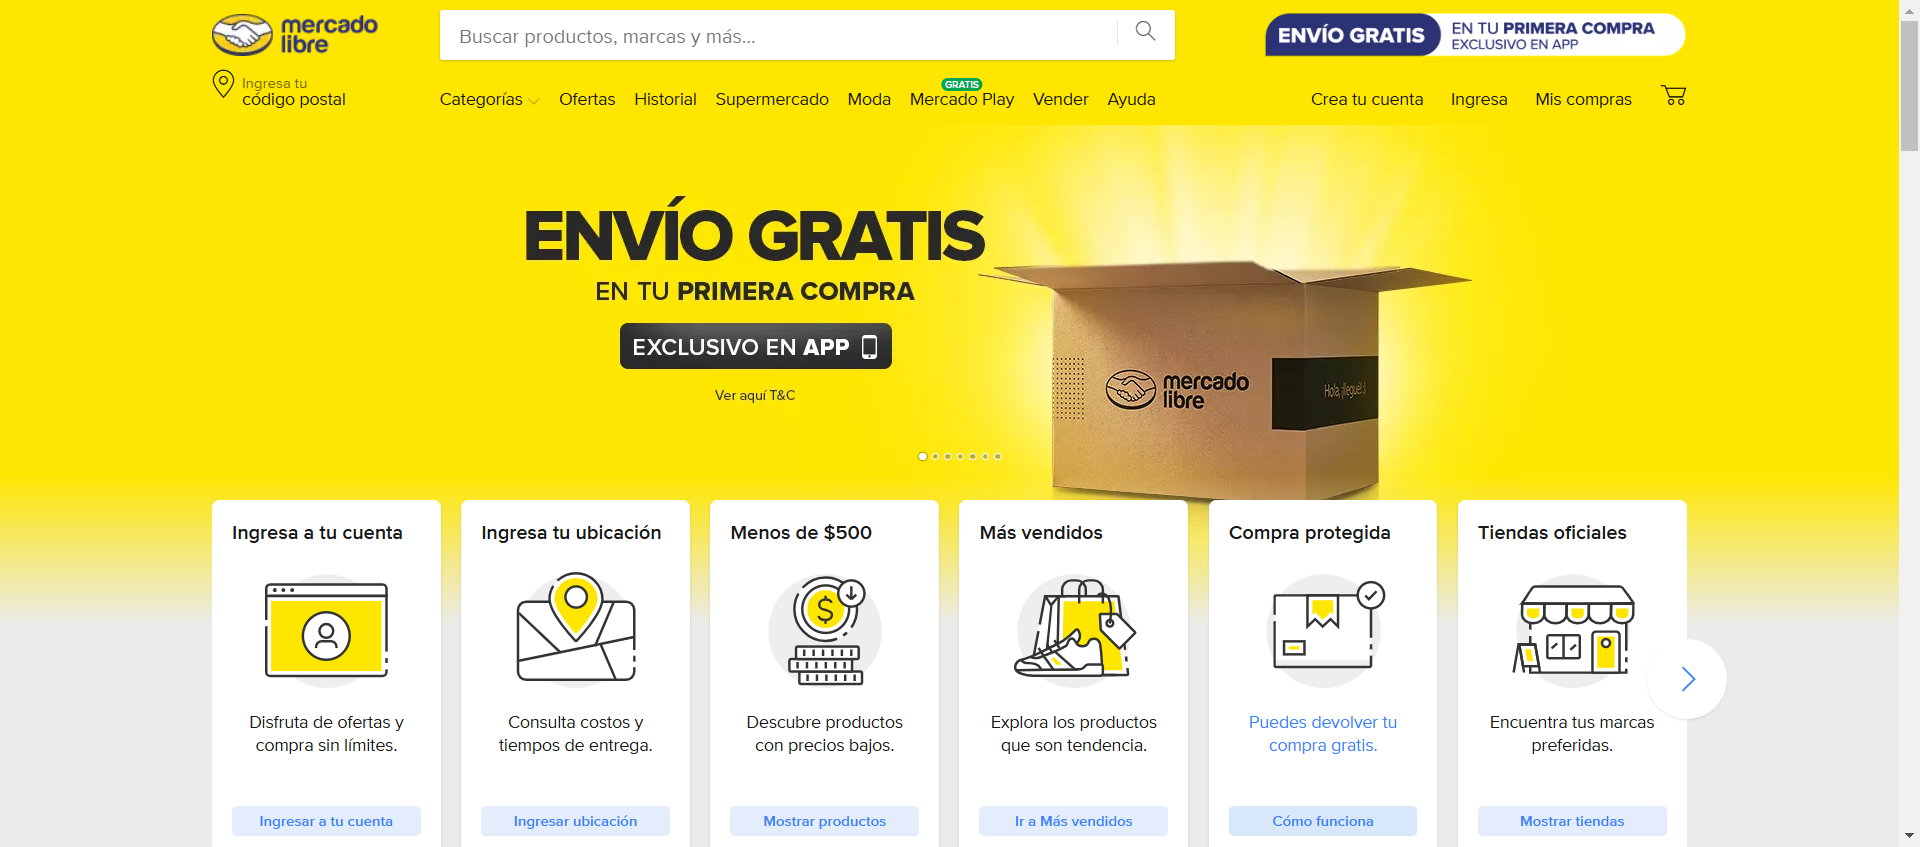 mercado
libre
Buscar productos, marcas y más...
ENVÍO GRATIS
EN TU PRIMERA COMPRA
EXCLUSIVO EN APP
Ingresa tu
código postal
Categorías
Ofertas
Historial
Supermercado
Moda
GRATIS
Mercado Play
Vender
Ayuda
Crea tu cuenta
Ingresa
Mis compras
ENVÍO GRATIS
EN TU PRIMERA COMPRA
EXCLUSIVO EN APP
Ver aquí T&C
mercado
libre
Hola, ¡llegué! :)
Ingresa a tu cuenta
Disfruta de ofertas y
compra sin límites.
Ingresar a tu cuenta
Ingresa tu ubicación
Consulta costos y
tiempos de entrega.
Ingresar ubicación
Menos de $500
Descubre productos
con precios bajos.
Mostrar productos
Más vendidos
Explora los productos
que son tendencia.
Ir a Más vendidos
Compra protegida
Puedes devolver tu
compra gratis.
Cómo funciona
Tiendas oficiales
Encuentra tus marcas
preferidas.
Mostrar tiendas